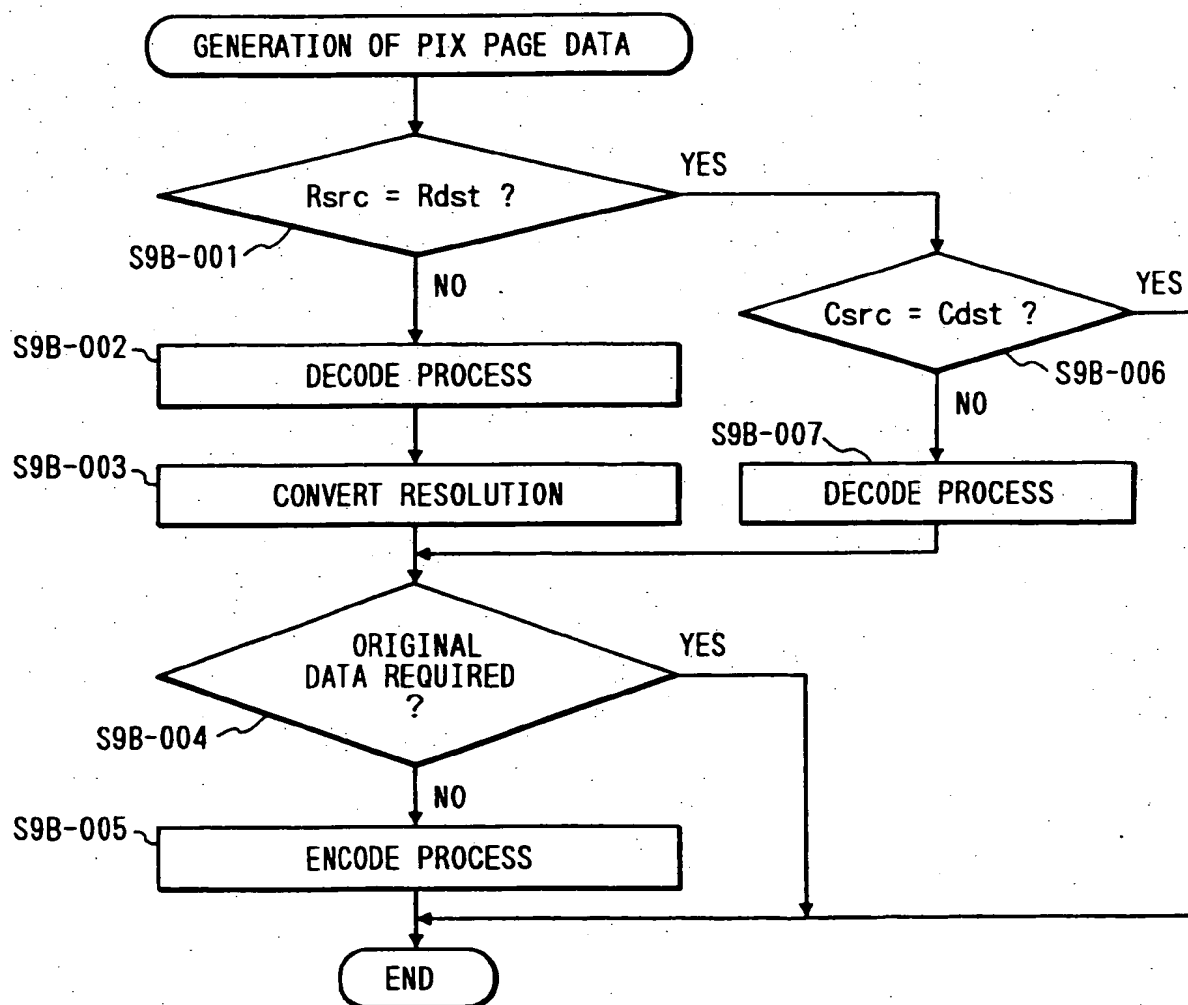 GENERATION OF PIX PAGE DATA
Rsrc = Rdst ?
YES
S9B-001
NO
Csrc = Cdst ?
YES
S9B-006
NO
S9B-002
DECODE PROCESS
S9B-007
DECODE PROCESS
S9B-003
CONVERT RESOLUTION
ORIGINAL
DATA REQUIRED
?
YES
S9B-004
NO
S9B-005
ENCODE PROCESS
END